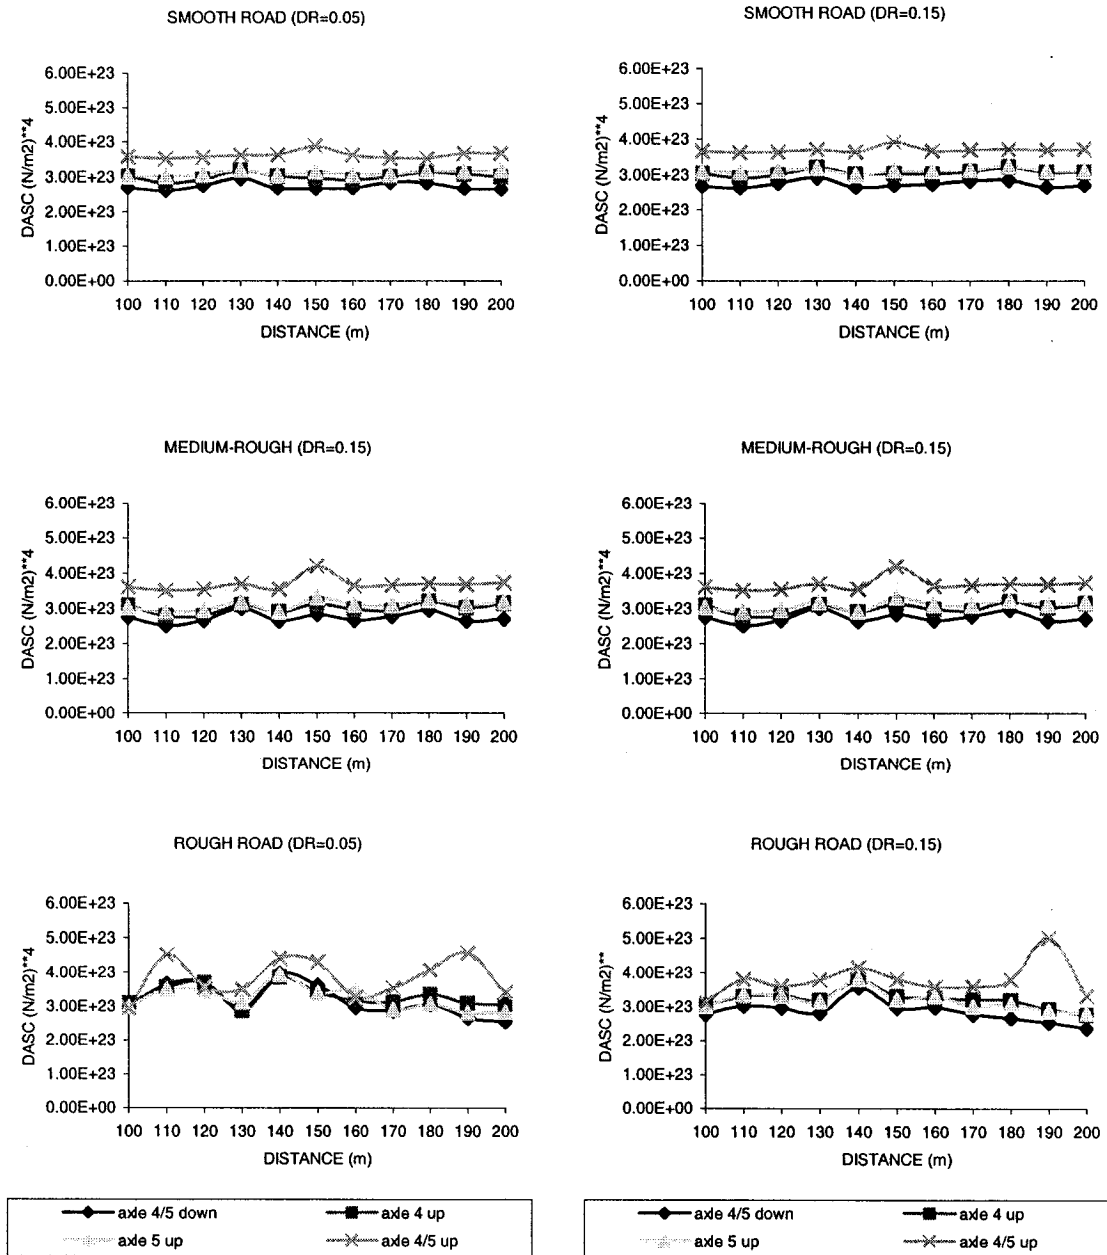 SMOOTH ROAD (DR=0.05)
6.00E+23
5.00E+23
4.00E+23
3.00E+23
2.00E+23
1.00E+23
0.00E+00
DASC (N/m2)**4
100 110 120 130 140 150 160 170 180 190 200
DISTANCE (m)
SMOOTH ROAD (DR=0.15)
6.00E+23
5.00E+23
4.00E+23
3.00E+23
2.00E+23
1.00E+23
0.00E+00
DASC (N/m2)**4
100 110 120 130 140 150 160 170 180 190 200
DISTANCE (m)
MEDIUM-ROUGH (DR=0.15)
6.00E+23
5.00E+23
4.00E+23
3.00E+23
2.00E+23
1.00E+23
0.00E+00
DASC (N/m2)**4
100 110 120 130 140 150 160 170 180 190 200
DISTANCE (m)
MEDIUM-ROUGH (DR=0.15)
6.00E+23
5.00E+23
4.00E+23
3.00E+23
2.00E+23
1.00E+23
0.00E+00
DASC (N/m2)**4
100 110 120 130 140 150 160 170 180 190 200
DISTANCE (m)
ROUGH ROAD (DR=0.05)
6.00E+23
5.00E+23
4.00E+23
3.00E+23
2.00E+23
1.00E+23
0.00E+00
DASC (N/m2)**4
100 110 120 130 140 150 160 170 180 190 200
DISTANCE (m)
ROUGH ROAD (DR=0.15)
6.00E+23
5.00E+23
4.00E+23
3.00E+23
2.00E+23
1.00E+23
0.00E+00
DASC (N/m2)**
100 110 120 130 140 150 160 170 180 190 200
DISTANCE (m)
axle 4/5 down axle 4 up
axle 5 up axle 4/5 up
axle 4/5 down axle 4 up
axle 5 up axle 4/5 up